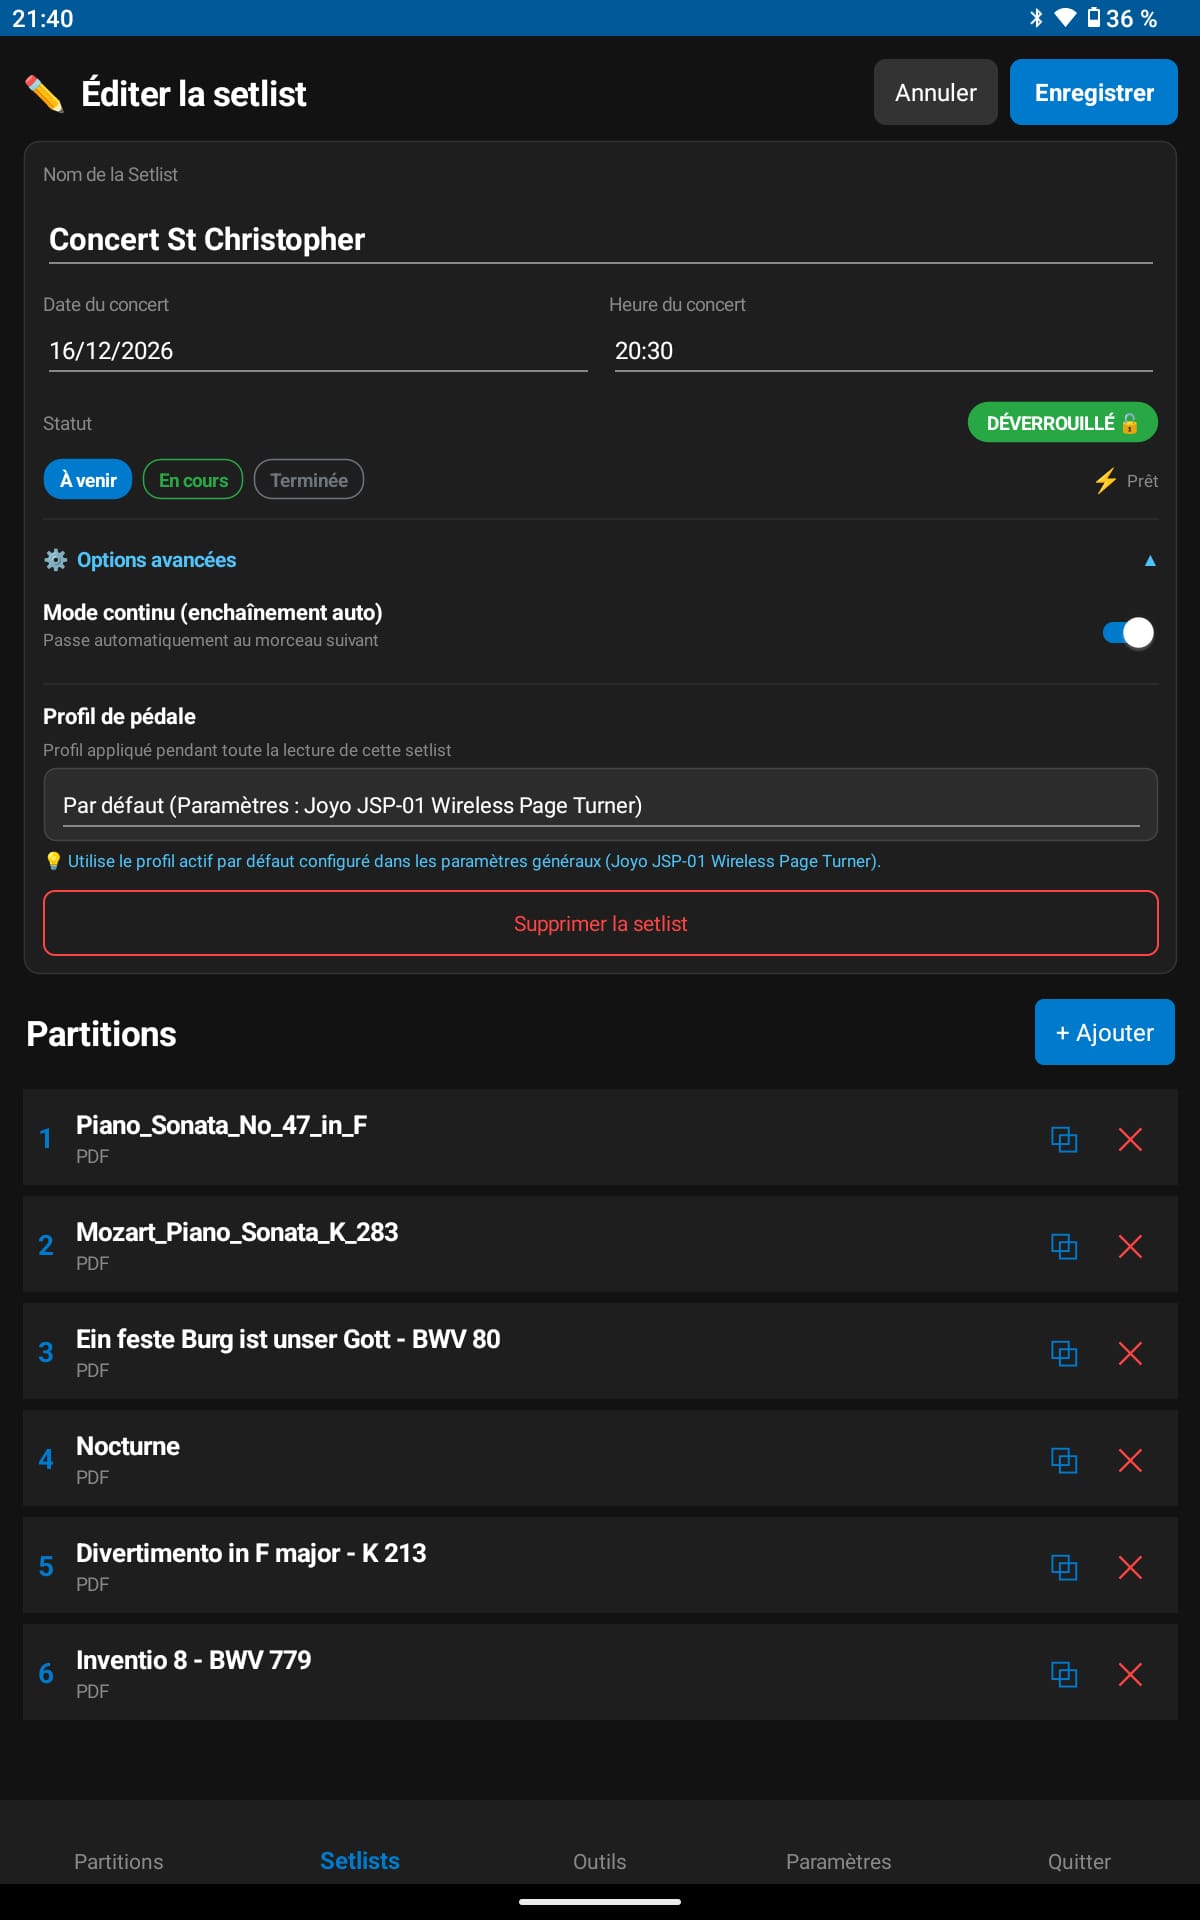 21:40
36 %
Éditer la setlist
Annuler
Enregistrer
Nom de la Setlist
Concert St Christopher
Date du concert
Heure du concert
16/12/2026
20:30
Statut
DÉVERROUILLÉ
À venir
En cours
Terminée
Prêt
Options avancées
Mode continu (enchaînement auto)
Passe automatiquement au morceau suivant
Profil de pédale
Profil appliqué pendant toute la lecture de cette setlist
Par défaut (Paramètres : Joyo JSP-01 Wireless Page Turner)
Utilise le profil actif par défaut configuré dans les paramètres généraux (Joyo JSP-01 Wireless Page Turner).
Supprimer la setlist
Partitions
+ Ajouter
1
Piano_Sonata_No_47_in_F
PDF
2
Mozart_Piano_Sonata_K_283
PDF
3
Ein feste Burg ist unser Gott - BWV 80
PDF
4
Nocturne
PDF
5
Divertimento in F major - K 213
PDF
6
Inventio 8 - BWV 779
PDF
Partitions
Setlists
Outils
Paramètres
Quitter